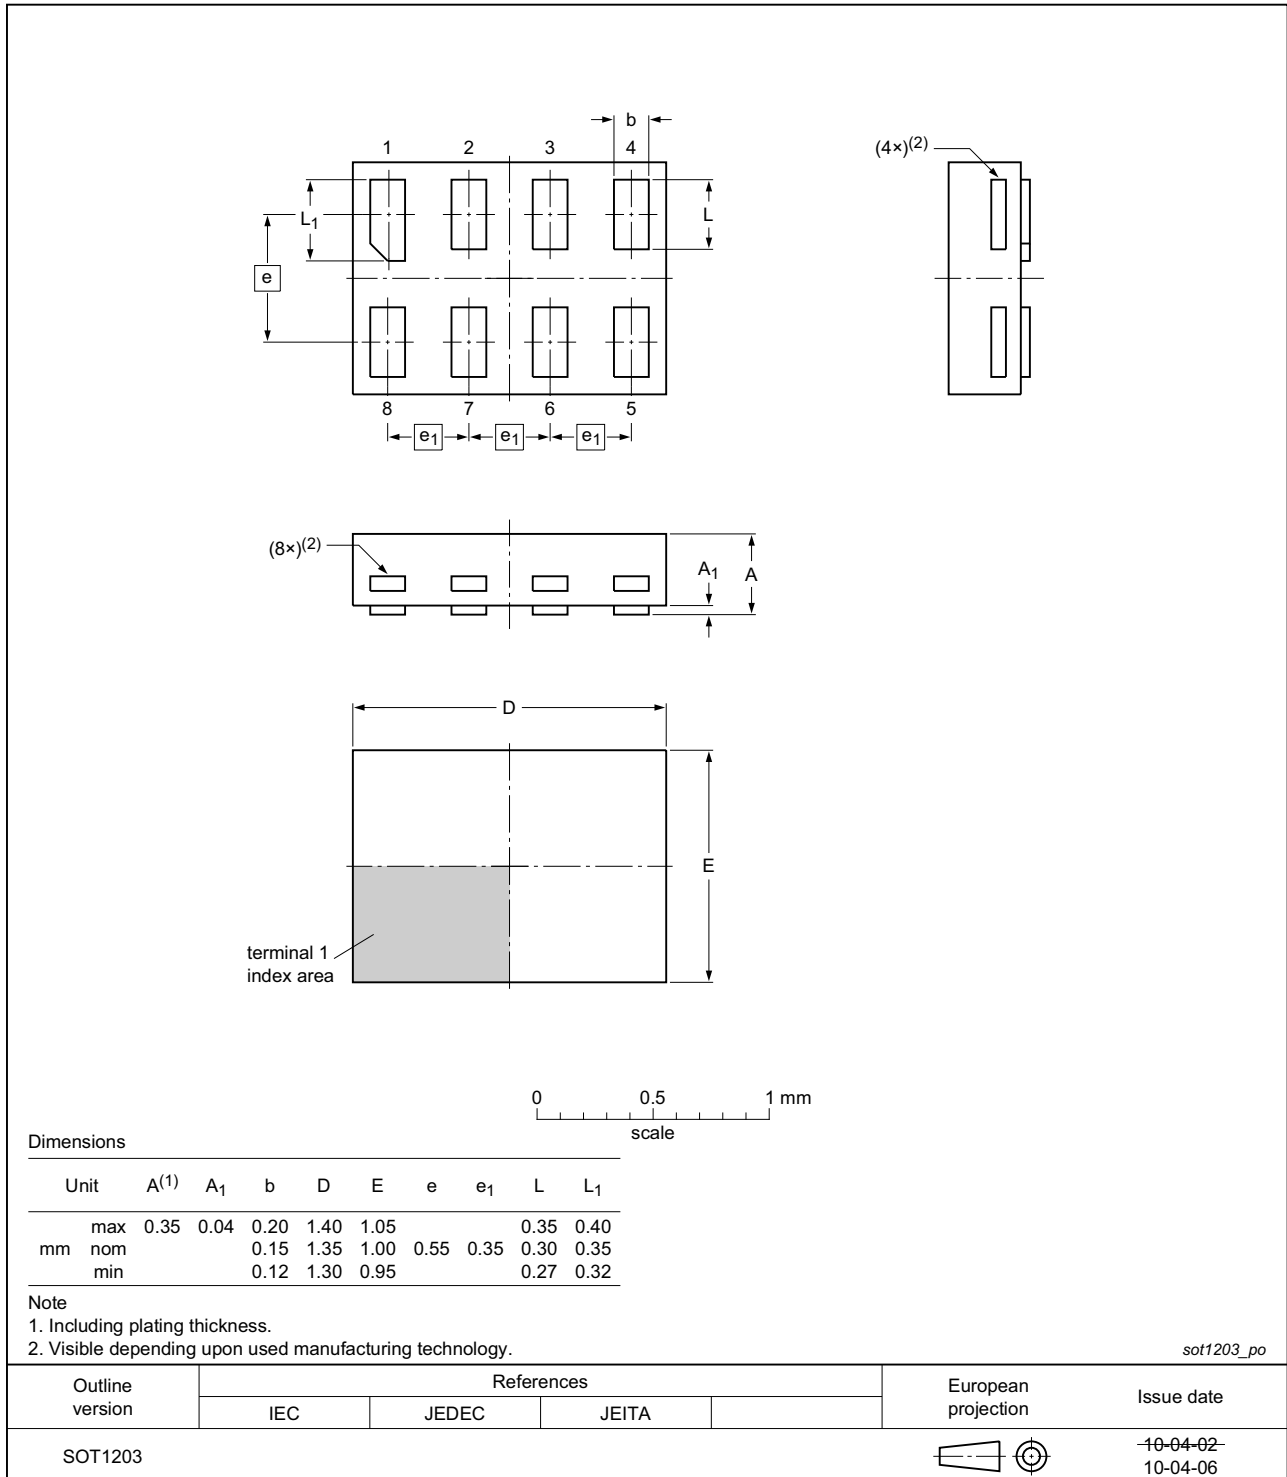 b
1 2 3 4
(4×)(2)
L1
L
e
8 7 6 5
e1 e1 e1
(8×)(2)
A1 A
D
E
terminal 1
index area
0 0.5 1 mm
scale
Dimensions
Unit A(1) A1 b D E e e1 L L1
max 0.35 0.04 0.20 1.40 1.05 0.35 0.40
mm nom 0.15 1.35 1.00 0.55 0.35 0.30 0.35
min 0.12 1.30 0.95 0.27 0.32
Note
1. Including plating thickness.
2. Visible depending upon used manufacturing technology.
sot1203_po
Outline
version
References
IEC JEDEC JEITA
European
projection
Issue date
SOT1203
10-04-02
10-04-06